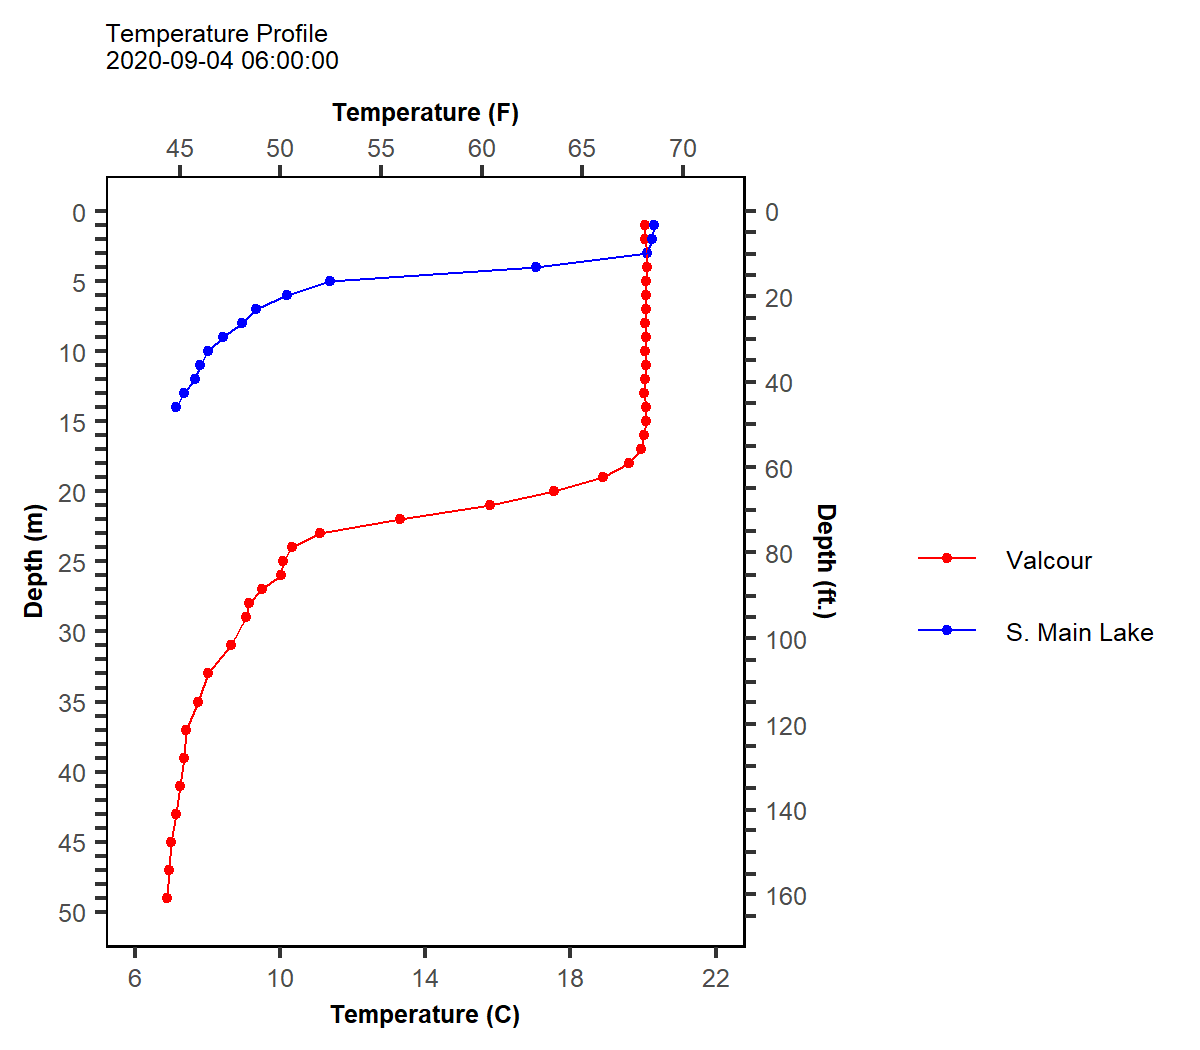 Temperature Profile
2020-09-04 06:00:00
Temperature (F)
45 50 55 60 65 70
0 0
5
20
10
40
15
60
20
Depth (m) Depth (ft.)
80
25
Valcour
30
100
S. Main Lake
35
120
40
140
45
160
50
6 10 14 18 22
Temperature (C)